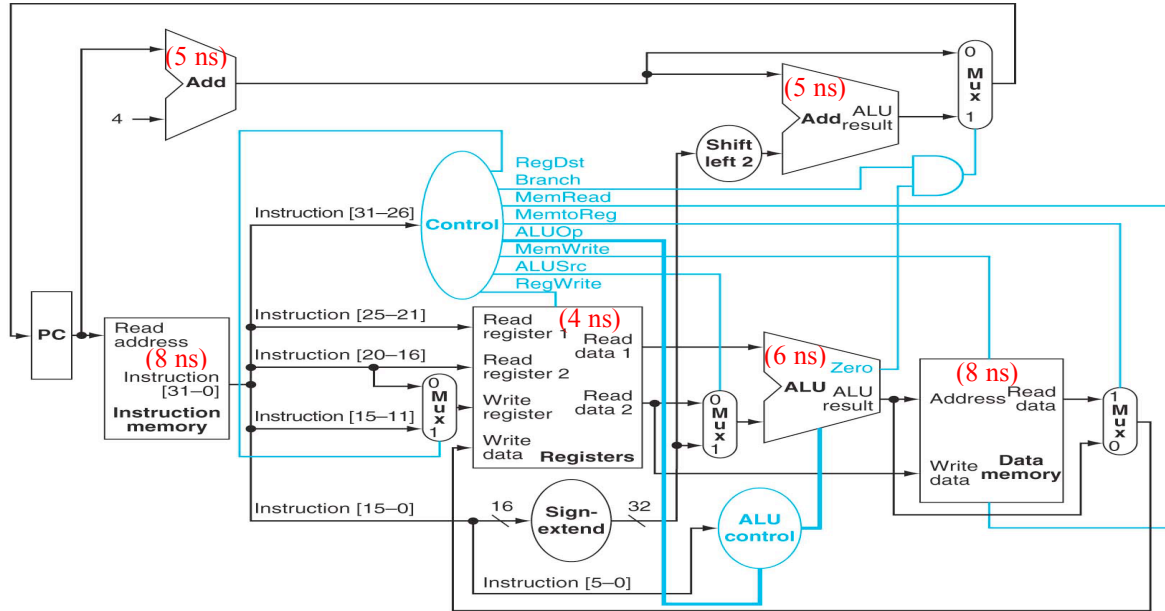 (5 ns)
Add
4
(5 ns)
Add
ALU
result
0
Mux
1
Shift
left 2
RegDst
Branch
MemRead
MemtoReg
ALUOp
MemWrite
ALUSrc
RegWrite
Control
Instruction [31–26]
Instruction [25–21]
Instruction [20–16]
Instruction [15–11]
Instruction [15–0]
Instruction [5–0]
PC
Read
address
(8 ns)
Instruction
[31–0]
Instruction
memory
0
Mux
1
(4 ns)
Read
register 1
Read
register 2
Write
register
Write
data
Read
data 1
Read
data 2
Registers
0
Mux
1
(6 ns)
Zero
ALU
ALU
result
(8 ns)
Address
Read
data
Write
data
Data
memory
1
Mux
0
16
Sign-
extend
32
ALU
control